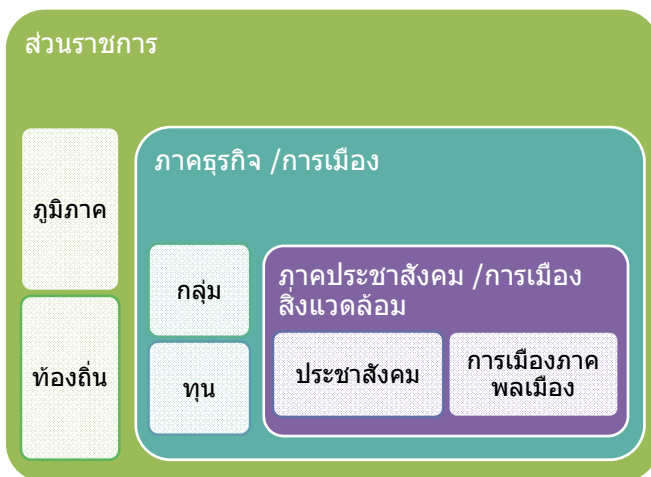 ส่วนราชการ
ภูมิภาค
ท้องถิ่น
ภาคธุรกิจ /การเมือง
กลุ่ม
ทุน
ภาคประชาสังคม /การเมือง
สิ่งแวดล้อม
ประชาสังคม
การเมืองภาค
พลเมือง